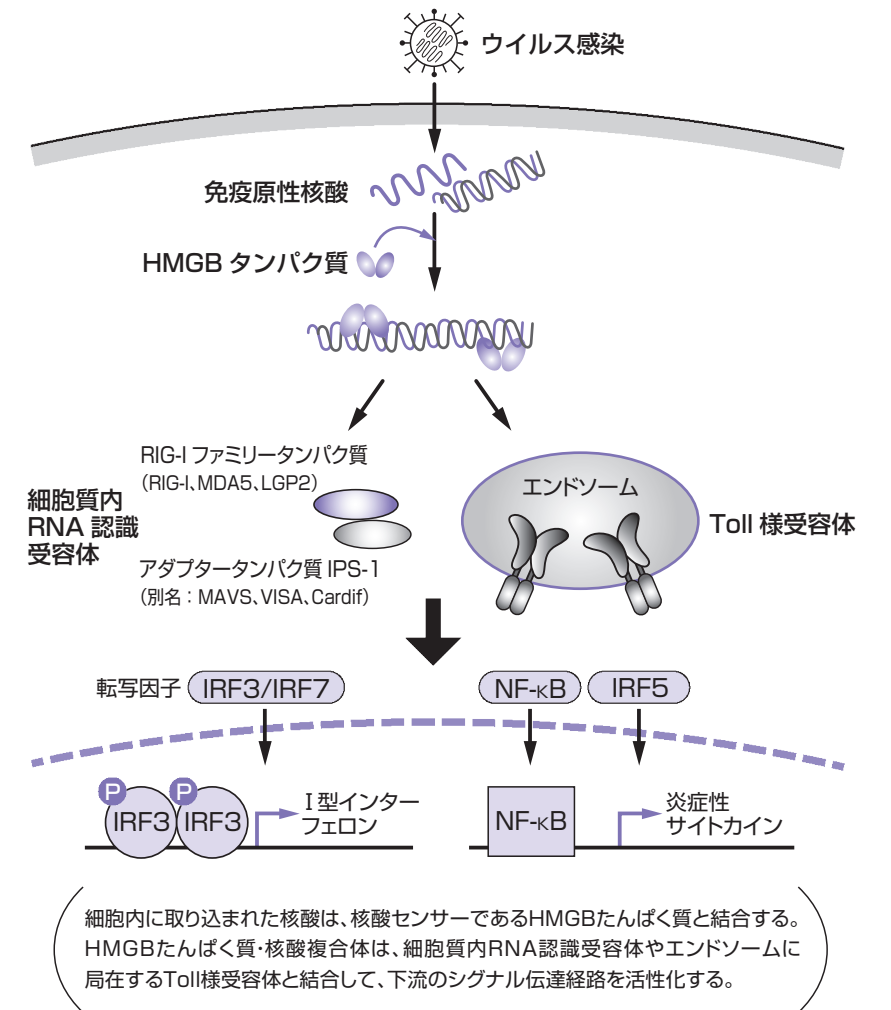 ウイルス感染
免疫原性核酸
HMGB タンパク質
RIG-I ファミリータンパク質
（RIG-I、MDA5、LGP2）
細胞質内
RNA 認識
受容体
アダプタータンパク質 IPS-1
（別名：MAVS、VISA、Cardif）
エンドソーム
Toll 様受容体
転写因子 IRF3/IRF7
NF-κB IRF5
P P
IRF3 IRF3
Ⅰ型インター
フェロン
NF-κB
炎症性
サイトカイン
細胞内に取り込まれた核酸は、核酸センサーであるHMGBたんぱく質と結合する。
HMGBたんぱく質・核酸複合体は、細胞質内RNA認識受容体やエンドソームに
局在するToll様受容体と結合して、下流のシグナル伝達経路を活性化する。